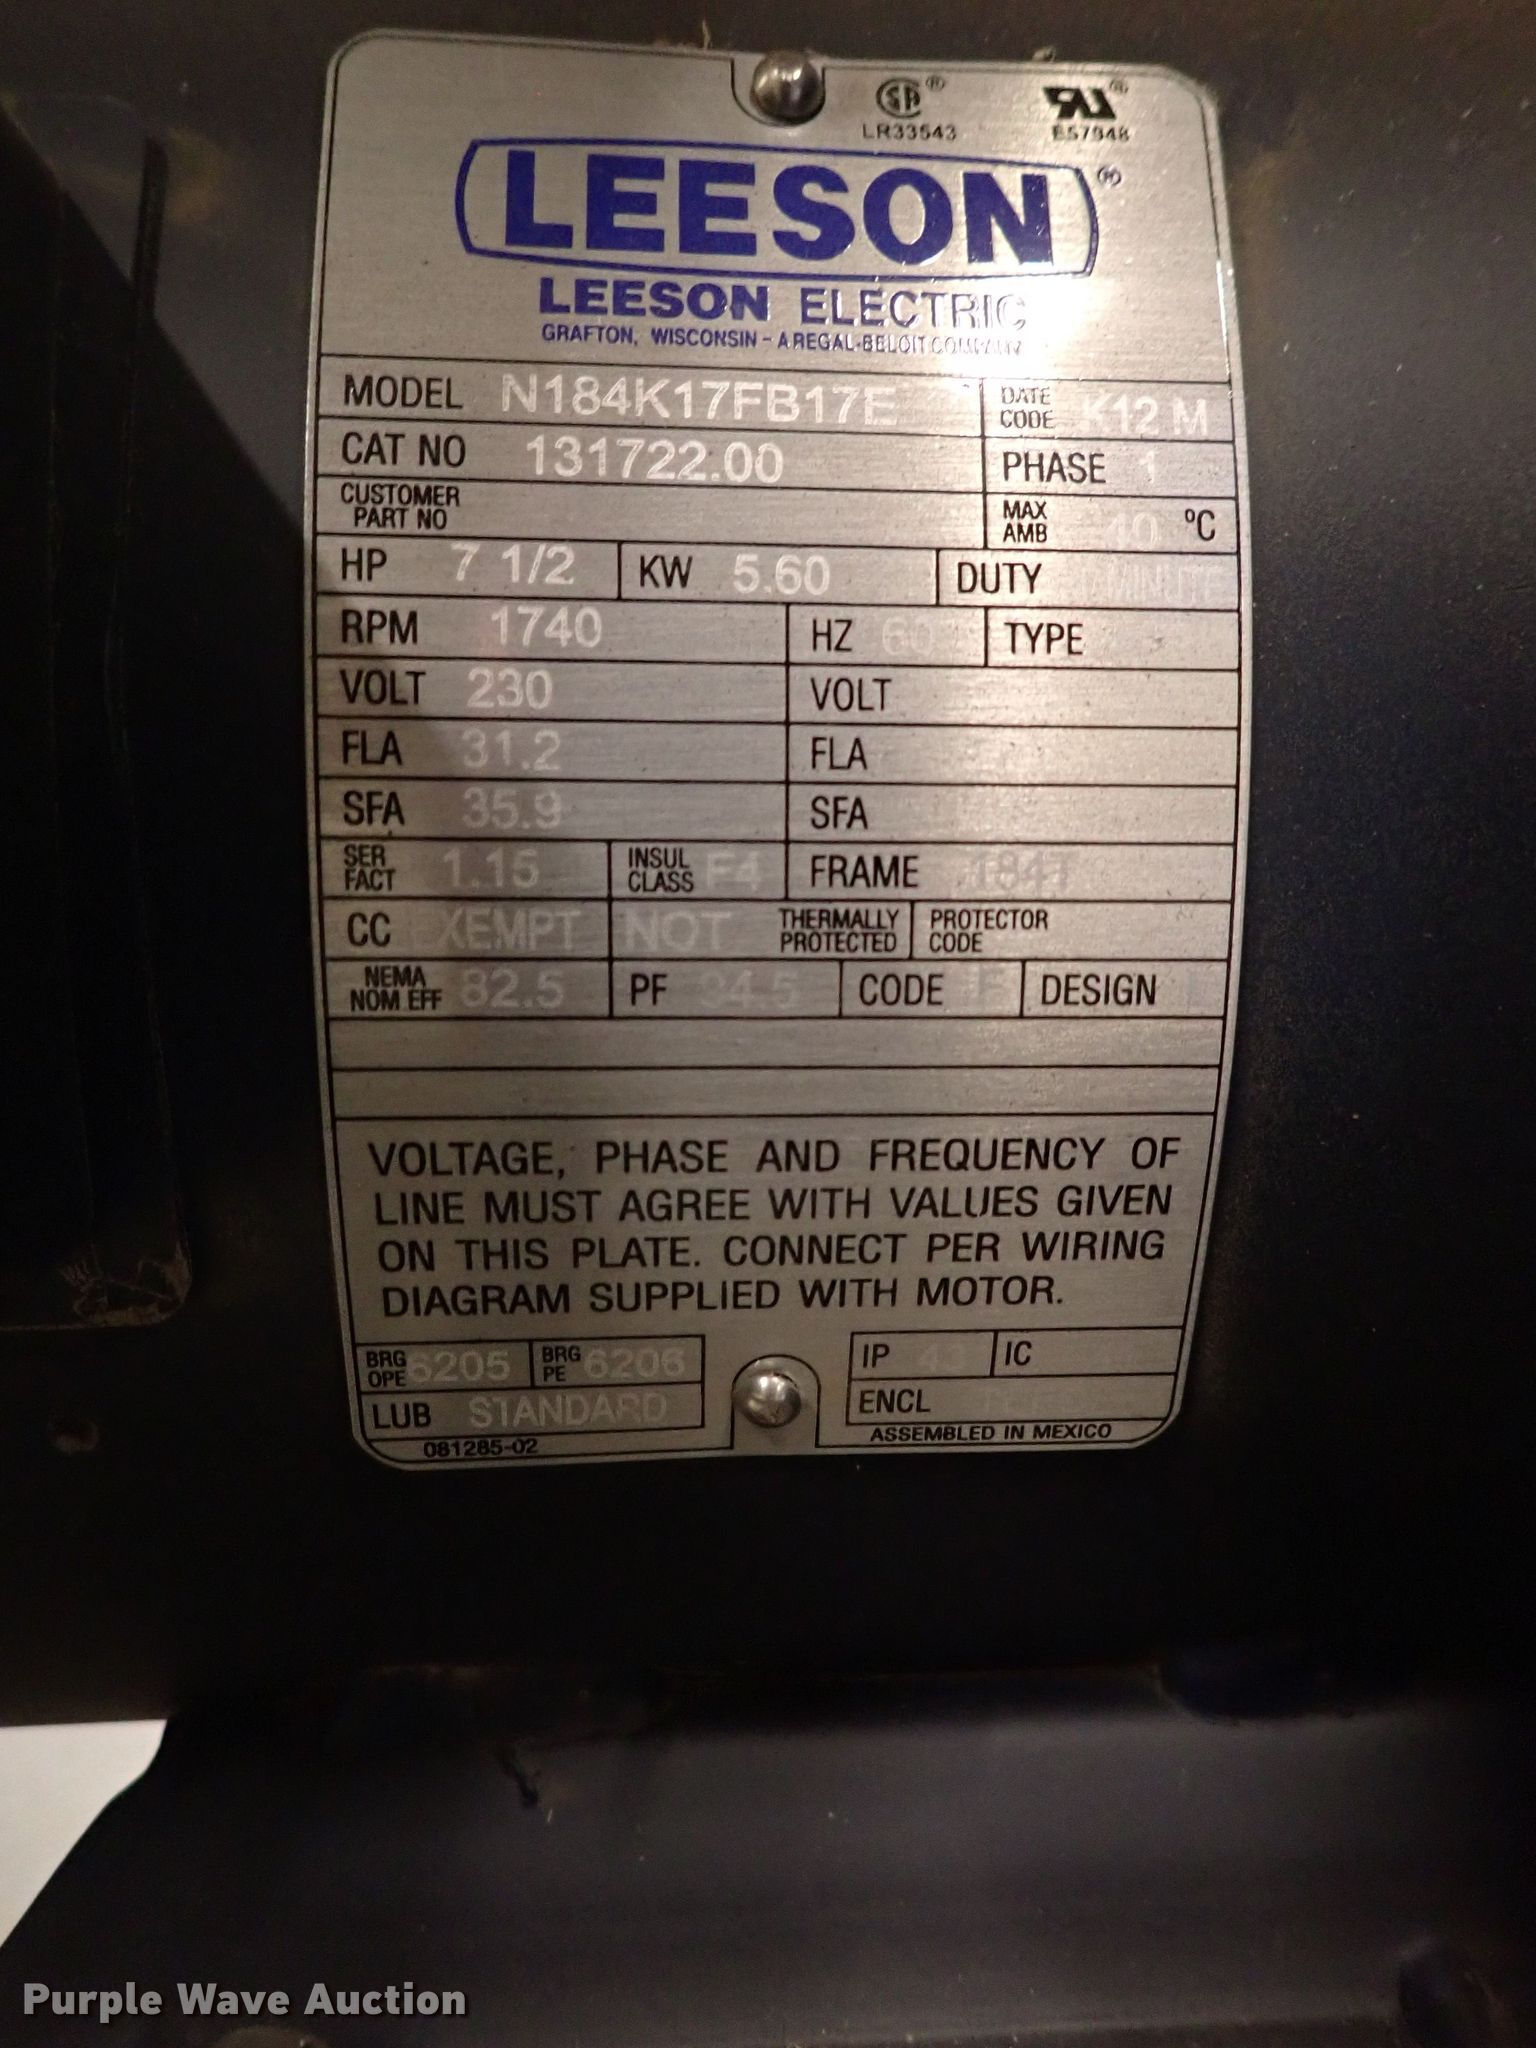 LR33543
E57948
LEESON
LEESON ELECTRIC
GRAFTON, WISCONSIN - A REGAL-BELOIT COMPANY
MODEL N184K17FB17E DATE CODE K12 M
CAT NO 131722.00 PHASE 1
CUSTOMER PART NO MAX AMB 40 ºC
HP 7 1/2 KW 5.60 DUTY MINUTE
RPM 1740 HZ 60 TYPE
VOLT 230 VOLT
FLA 31.2 FLA
SFA 35.9 SFA
SER FACT 1.15 INSUL CLASS F4 FRAME 184T
CC EXEMPT NOT THERMALLY PROTECTED PROTECTOR CODE
NEMA NOM EFF 82.5 PF CODE DESIGN
VOLTAGE, PHASE AND FREQUENCY OF
LINE MUST AGREE WITH VALUES GIVEN
ON THIS PLATE. CONNECT PER WIRING
DIAGRAM SUPPLIED WITH MOTOR.
BRG OPE 6205 BRG PE 6206 IP 43 IC
LUB STANDARD ENCL
081285-02 ASSEMBLED IN MEXICO
Purple Wave Auction